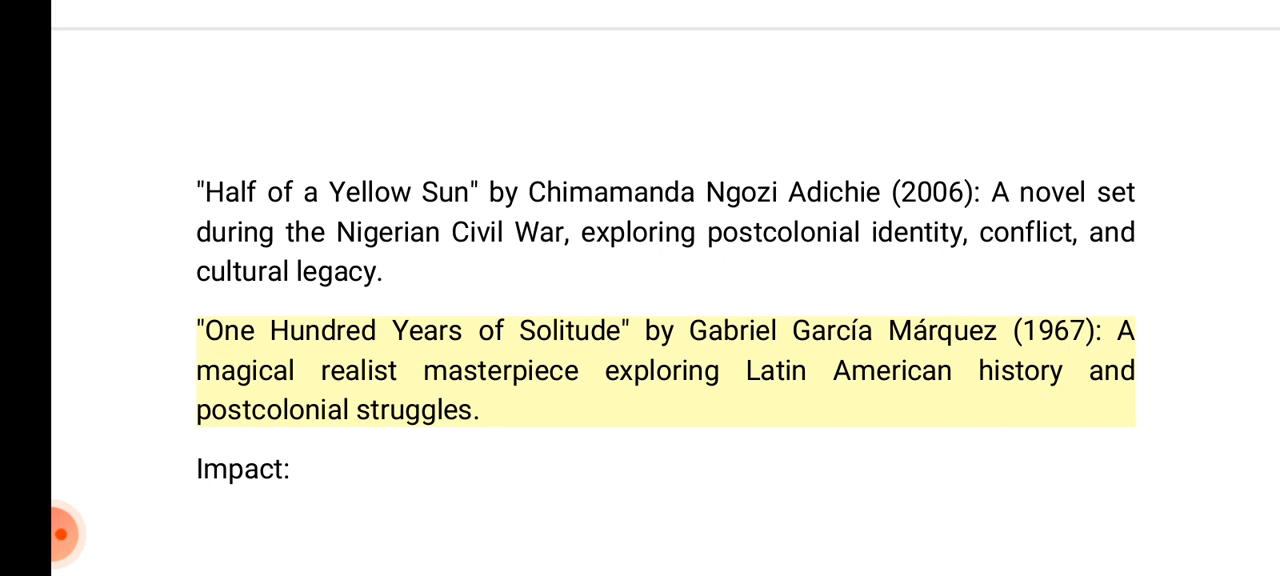 "Half of a Yellow Sun" by Chimamanda Ngozi Adichie (2006): A novel set
during the Nigerian Civil War, exploring postcolonial identity, conflict, and
cultural legacy.
"One Hundred Years of Solitude" by Gabriel García Márquez (1967): A
magical realist masterpiece exploring Latin American history and
postcolonial struggles.
Impact: